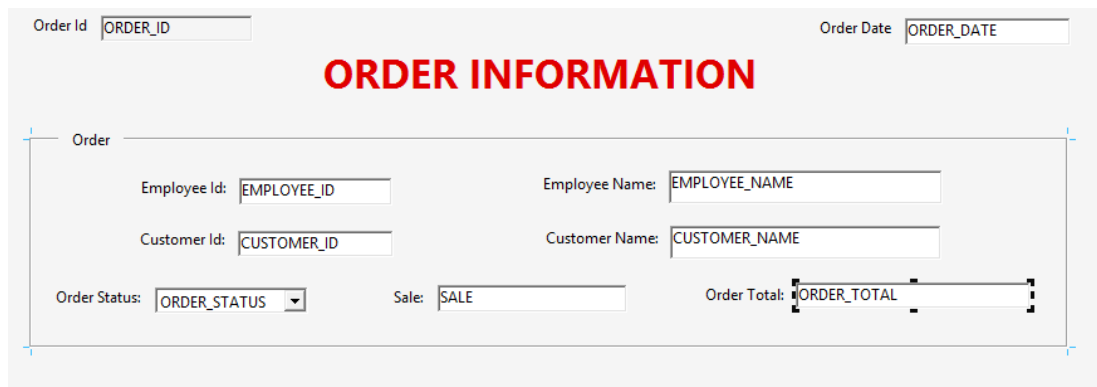 Order Id ORDER_ID Order Date ORDER_DATE
ORDER INFORMATION
Order
Employee Id: EMPLOYEE_ID Employee Name: EMPLOYEE_NAME
Customer Id: CUSTOMER_ID Customer Name: CUSTOMER_NAME
Order Status: ORDER_STATUS Sale: SALE Order Total: ORDER_TOTAL